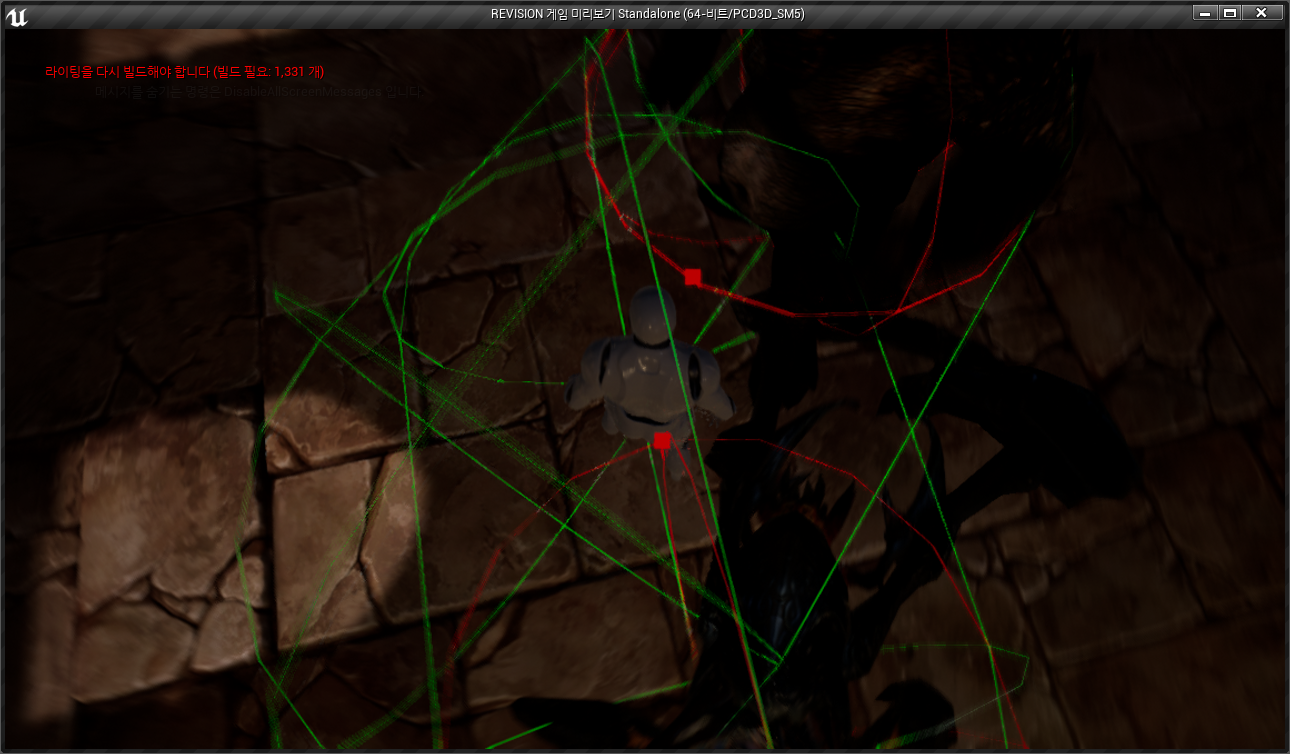 REVISION 게임 미리보기 Standalone (64-비트/PCD3D_SM5)
라이팅을 다시 빌드해야 합니다 (빌드 필요: 1,331 개)
메시지를 숨기는 명령은 DisableAllScreenMessages 입니다.